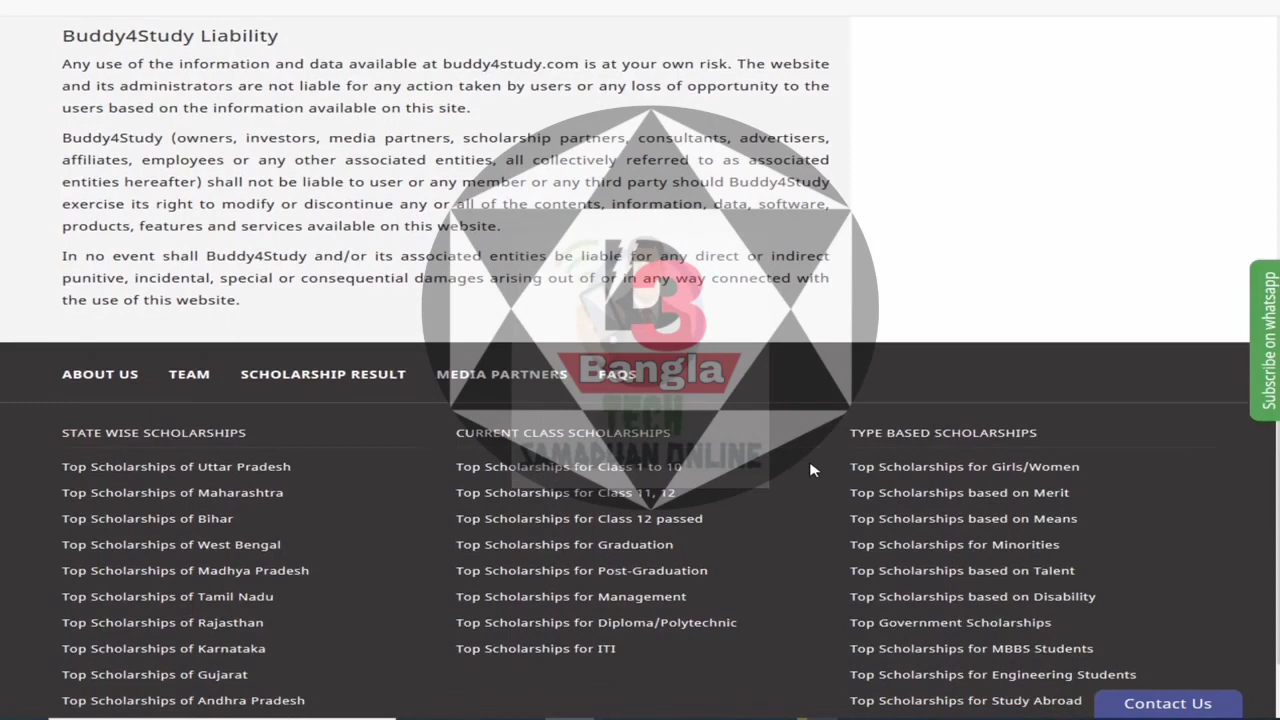 Buddy4Study Liability
Any use of the information and data available at buddy4study.com is at your own risk. The website
and its administrators are not liable for any action taken by users or any loss of opportunity to the
users based on the information available on this site.
Buddy4Study (owners, investors, media partners, scholarship partners, consultants, advertisers,
affiliates, employees or any other associated entities, all collectively referred to as associated
entities hereafter) shall not be liable to user or any member or any third party should Buddy4Study
exercise its right to modify or discontinue any or all of the contents, information, data, software,
products, features and services available on this website.
In no event shall Buddy4Study and/or its associated entities be liable for any direct or indirect
punitive, incidental, special or consequential damages arising out of or in any way connected with
the use of this website.
Subscribe on whatsapp
3
Bangla
TECH
SAMADHAN ONLINE
ABOUT US
TEAM
SCHOLARSHIP RESULT
MEDIA PARTNERS
FAQS
STATE WISE SCHOLARSHIPS
Top Scholarships of Uttar Pradesh
Top Scholarships of Maharashtra
Top Scholarships of Bihar
Top Scholarships of West Bengal
Top Scholarships of Madhya Pradesh
Top Scholarships of Tamil Nadu
Top Scholarships of Rajasthan
Top Scholarships of Karnataka
Top Scholarships of Gujarat
Top Scholarships of Andhra Pradesh
CURRENT CLASS SCHOLARSHIPS
Top Scholarships for Class 1 to 10
Top Scholarships for Class 11, 12
Top Scholarships for Class 12 passed
Top Scholarships for Graduation
Top Scholarships for Post-Graduation
Top Scholarships for Management
Top Scholarships for Diploma/Polytechnic
Top Scholarships for ITI
TYPE BASED SCHOLARSHIPS
Top Scholarships for Girls/Women
Top Scholarships based on Merit
Top Scholarships based on Means
Top Scholarships for Minorities
Top Scholarships based on Talent
Top Scholarships based on Disability
Top Government Scholarships
Top Scholarships for MBBS Students
Top Scholarships for Engineering Students
Top Scholarships for Study Abroad
Contact Us